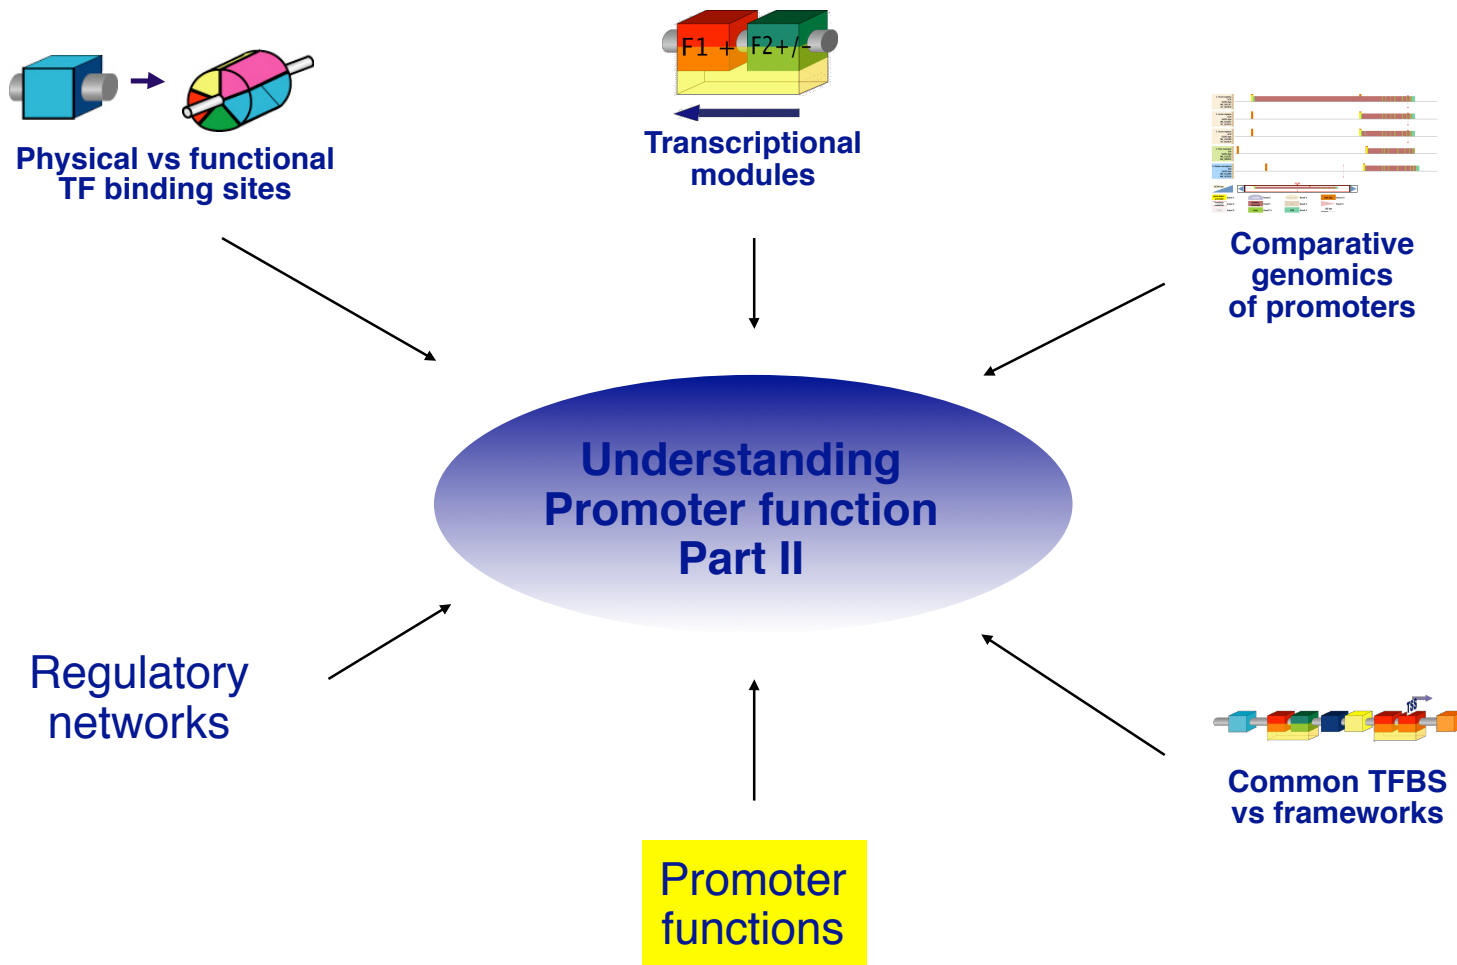 F1 +
F2+/-
Physical vs functional
TF binding sites
Transcriptional
modules
Comparative
genomics
of promoters
Understanding
Promoter function
Part II
Regulatory
networks
TSS
Common TFBS
vs frameworks
Promoter
functions